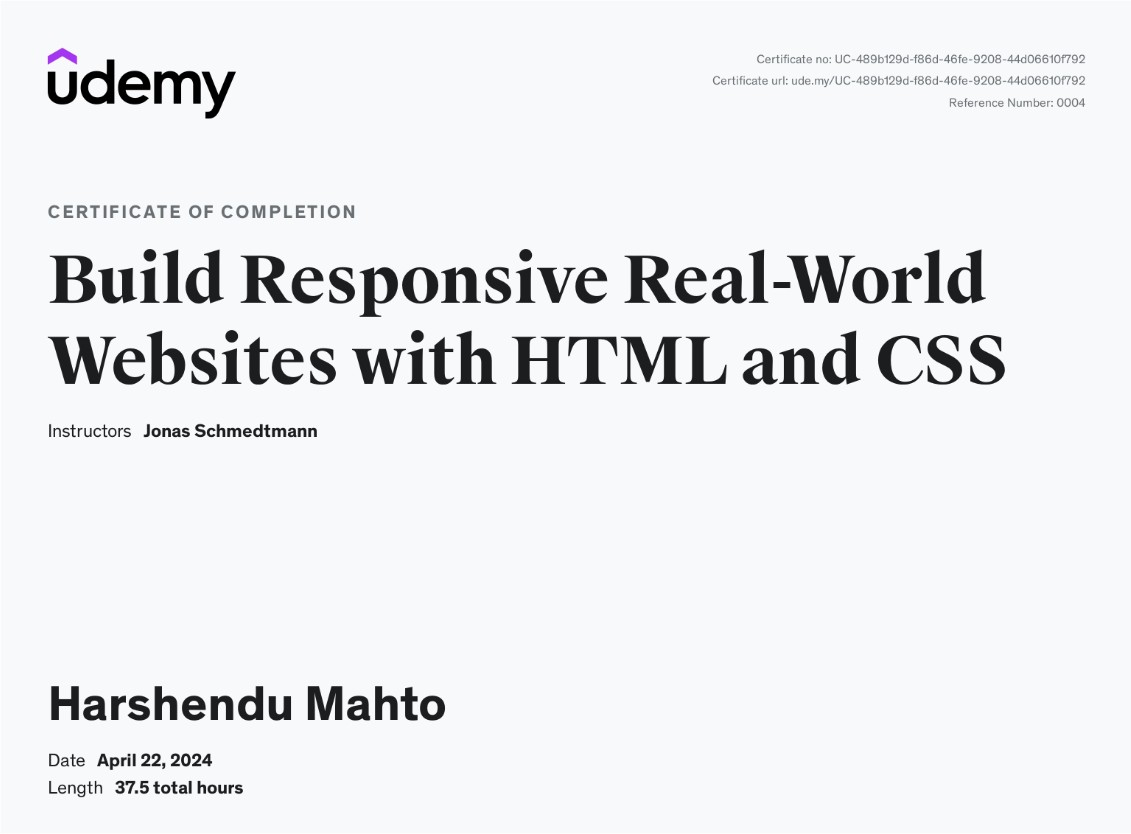 udemy
Certificate no: UC-489b129d-f86d-46fe-9208-44d06610f792
Certificate url: ude.my/UC-489b129d-f86d-46fe-9208-44d06610f792
Reference Number: 0004
CERTIFICATE OF COMPLETION
Build Responsive Real-World
Websites with HTML and CSS
Instructors Jonas Schmedtmann
Harshendu Mahto
Date April 22, 2024
Length 37.5 total hours